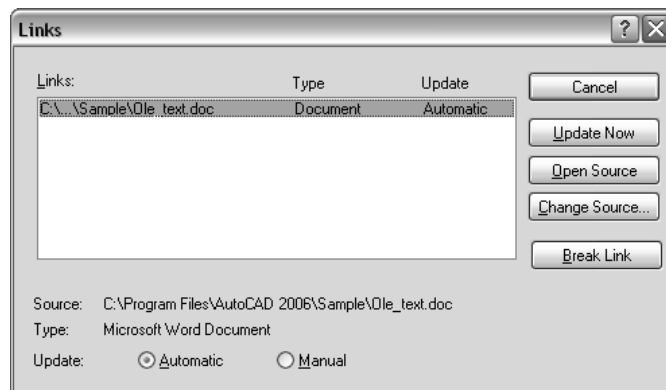 Links
Links: Type Update
C:\...\Sample\Ole_text.doc Document Automatic
Cancel
Update Now
Open Source
Change Source...
Break Link
Source: C:\Program Files\AutoCAD 2006\Sample\Ole_text.doc
Type: Microsoft Word Document
Update: Automatic Manual